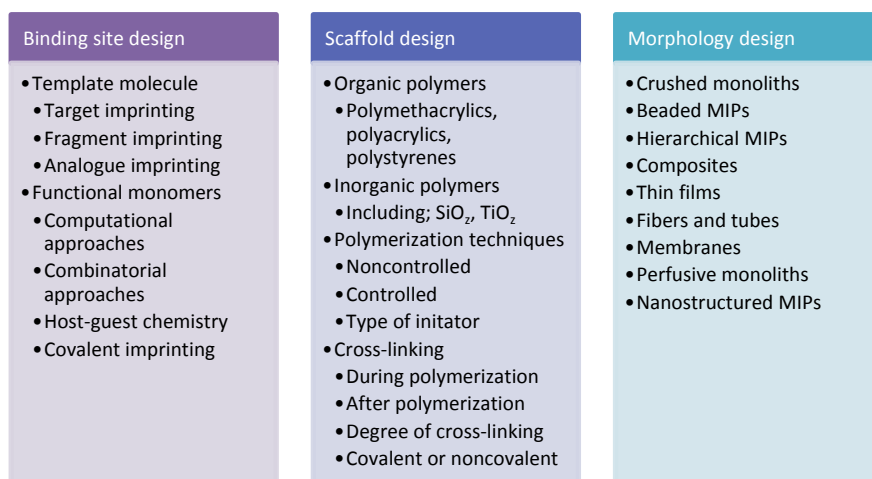 Binding site design
•Template molecule
•Target imprinting
•Fragment imprinting
•Analogue imprinting
•Functional monomers
•Computational
approaches
•Combinatorial
approaches
•Host-guest chemistry
•Covalent imprinting
Scaffold design
•Organic polymers
•Polymethacrylics,
polyacrylics,
polystyrenes
•Inorganic polymers
•Including; SiO₂, TiO₂
•Polymerization techniques
•Noncontrolled
•Controlled
•Type of initator
•Cross-linking
•During polymerization
•After polymerization
•Degree of cross-linking
•Covalent or noncovalent
Morphology design
•Crushed monoliths
•Beaded MIPs
•Hierarchical MIPs
•Composites
•Thin films
•Fibers and tubes
•Membranes
•Perfusive monoliths
•Nanostructured MIPs